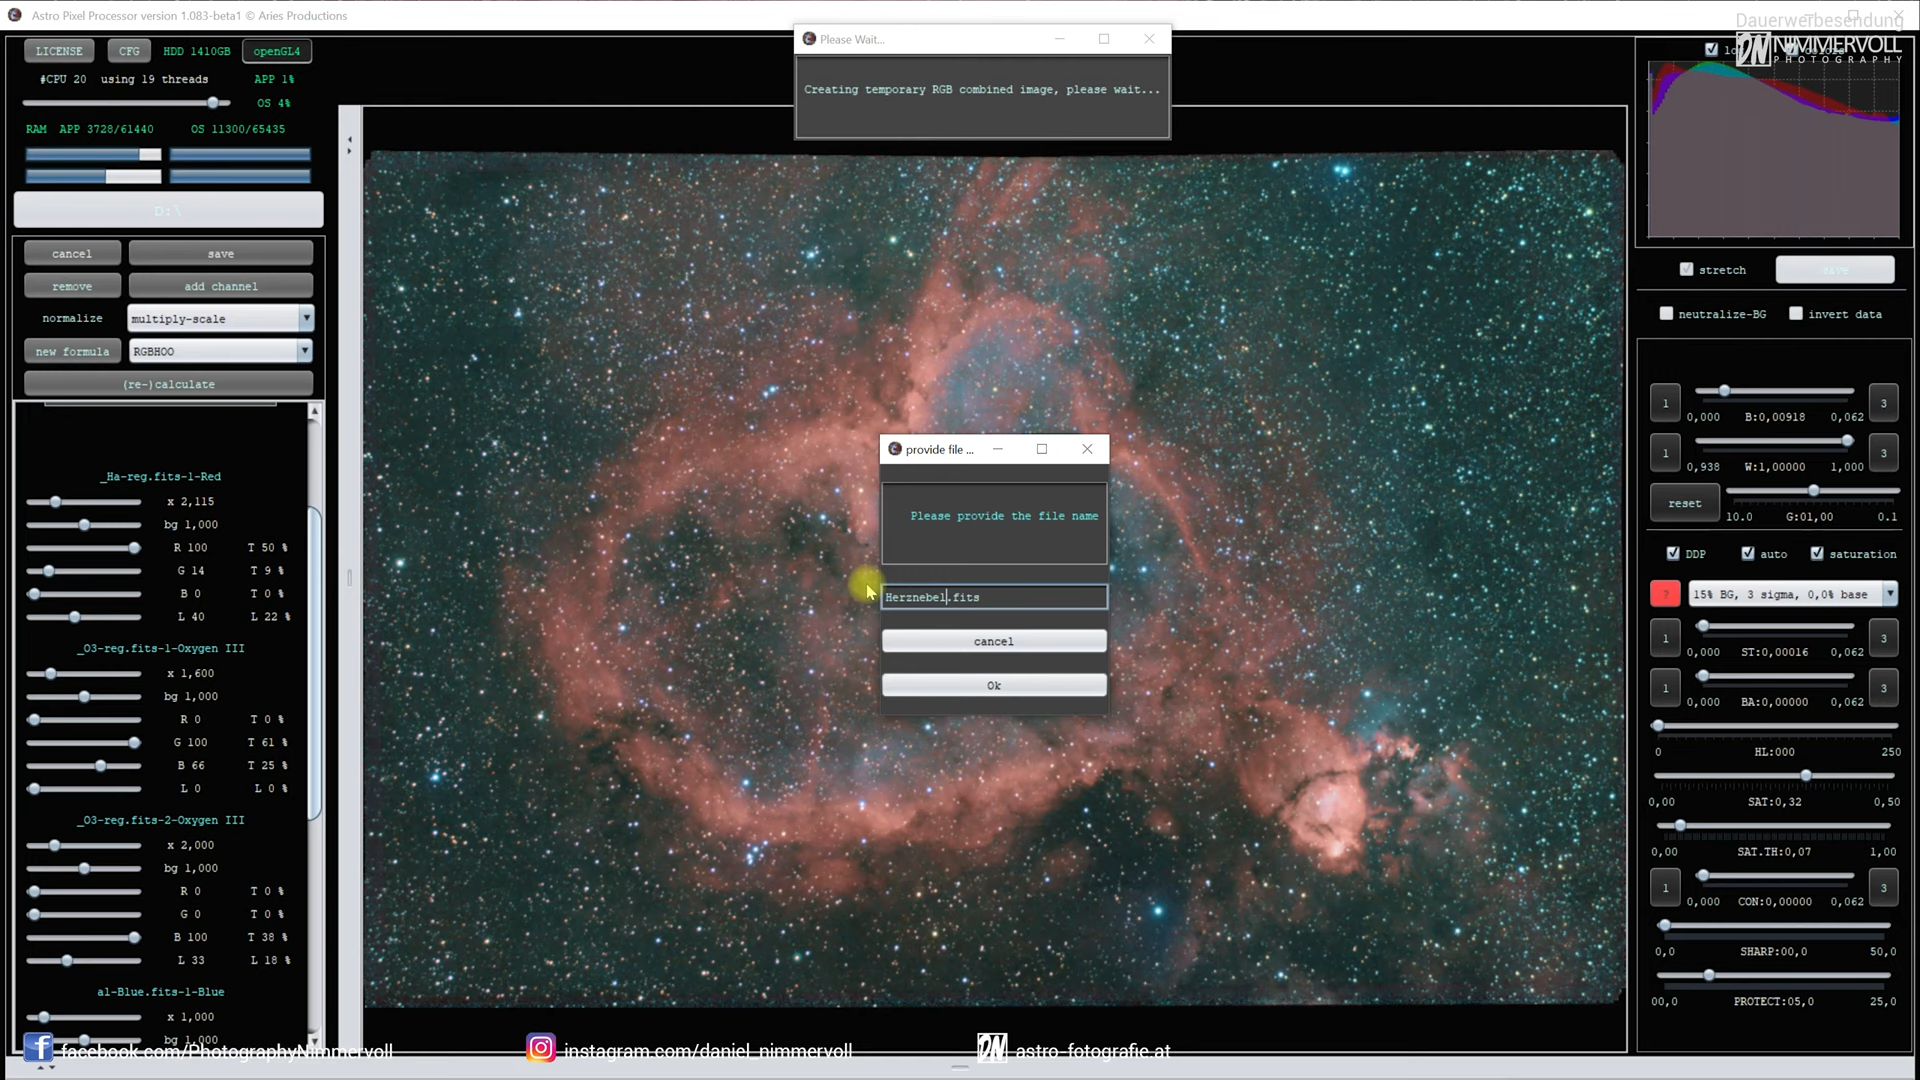 Astro Pixel Processor version 1.083-beta1 © Aries Productions
Dauerwerbesendung
NIMMERVOLL
PHOTOGRAPHY
LICENSE CFG HDD 1410GB openGL4
#CPU 20 using 19 threads APP 1%
OS 4%
RAM APP 3728/61440 OS 11300/65435
D:\
cancel save
remove add channel
normalize multiply-scale
new formula RGBHOO
(re-)calculate
_Ha-reg.fits-1-Red
x 2,115
bg 1,000
R 100 T 50 %
G 14 T 9 %
B 0 T 0 %
L 40 L 22 %
_O3-reg.fits-1-Oxygen III
x 1,600
bg 1,000
R 0 T 0 %
G 100 T 61 %
B 66 T 25 %
L 0 L 0 %
_O3-reg.fits-2-Oxygen III
x 2,000
bg 1,000
R 0 T 0 %
G 0 T 0 %
B 100 T 38 %
L 33 L 18 %
al-Blue.fits-1-Blue
x 1,000
bg 1,000
Please Wait...
Creating temporary RGB combined image, please wait...
provide file ...
Please provide the file name
Herznebel.fits
cancel
Ok
stretch save
neutralize-BG invert data
1 3
0,000 B:0,00918 0,062
1 3
0,938 W:1,00000 1,000
reset
10.0 G:01,00 0.1
DDP auto saturation
? 15% BG, 3 sigma, 0,0% base
1 3
0,000 ST:0,00016 0,062
1 3
0,000 BA:0,00000 0,062
0 HL:000 250
0,00 SAT:0,32 0,50
0,00 SAT.TH:0,07 1,00
1 3
0,000 CON:0,00000 0,062
0,0 SHARP:00,0 50,0
00,0 PROTECT:05,0 25,0
facebook.com/PhotographyNimmervoll
instagram.com/daniel_nimmervoll
DN astro-fotografie.at